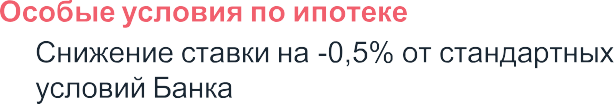 Особые условия по ипотеке
Снижение ставки на -0,5% от стандартных
условий Банка